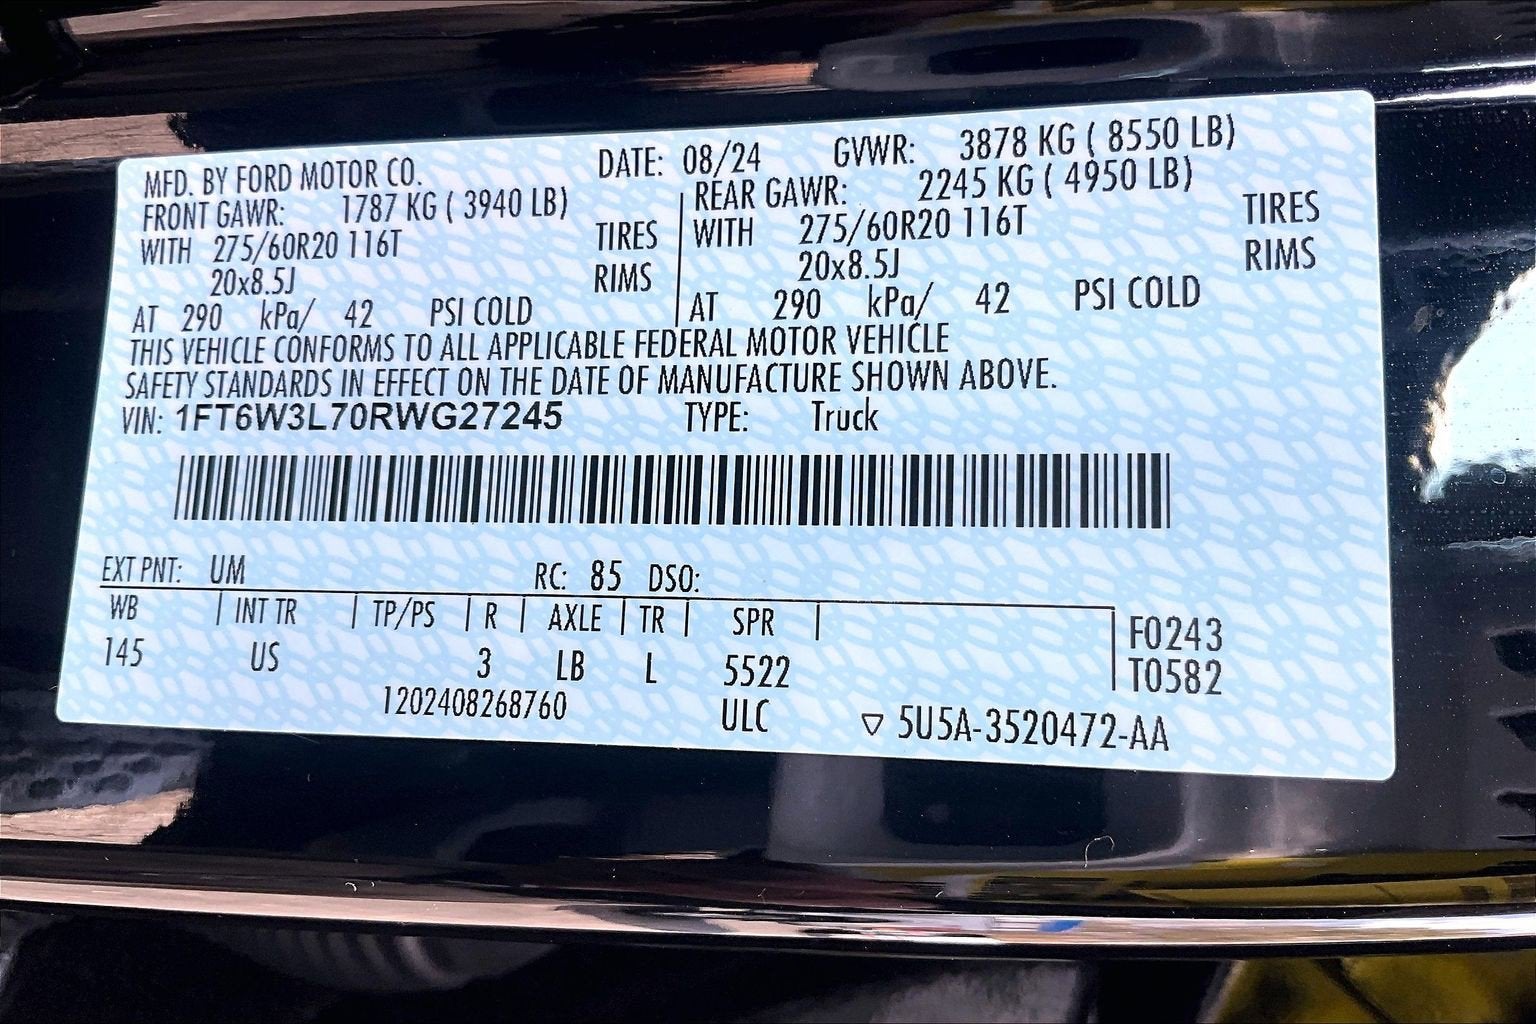 MFD. BY FORD MOTOR CO. DATE: 08/24 GVWR: 3878 KG ( 8550 LB)
FRONT GAWR: 1787 KG ( 3940 LB) REAR GAWR: 2245 KG ( 4950 LB)
WITH 275/60R20 116T TIRES WITH 275/60R20 116T TIRES
20x8.5J RIMS 20x8.5J RIMS
AT 290 kPa/ 42 PSI COLD AT 290 kPa/ 42 PSI COLD
THIS VEHICLE CONFORMS TO ALL APPLICABLE FEDERAL MOTOR VEHICLE
SAFETY STANDARDS IN EFFECT ON THE DATE OF MANUFACTURE SHOWN ABOVE.
VIN: 1FT6W3L70RWG27245 TYPE: Truck
EXT PNT: UM RC: 85 DSO:
WB INT TR TP/PS R AXLE TR SPR F0243
145 US 3 LB L 5522 T0582
1202408268760 ULC ▽ 5U5A-3520472-AA